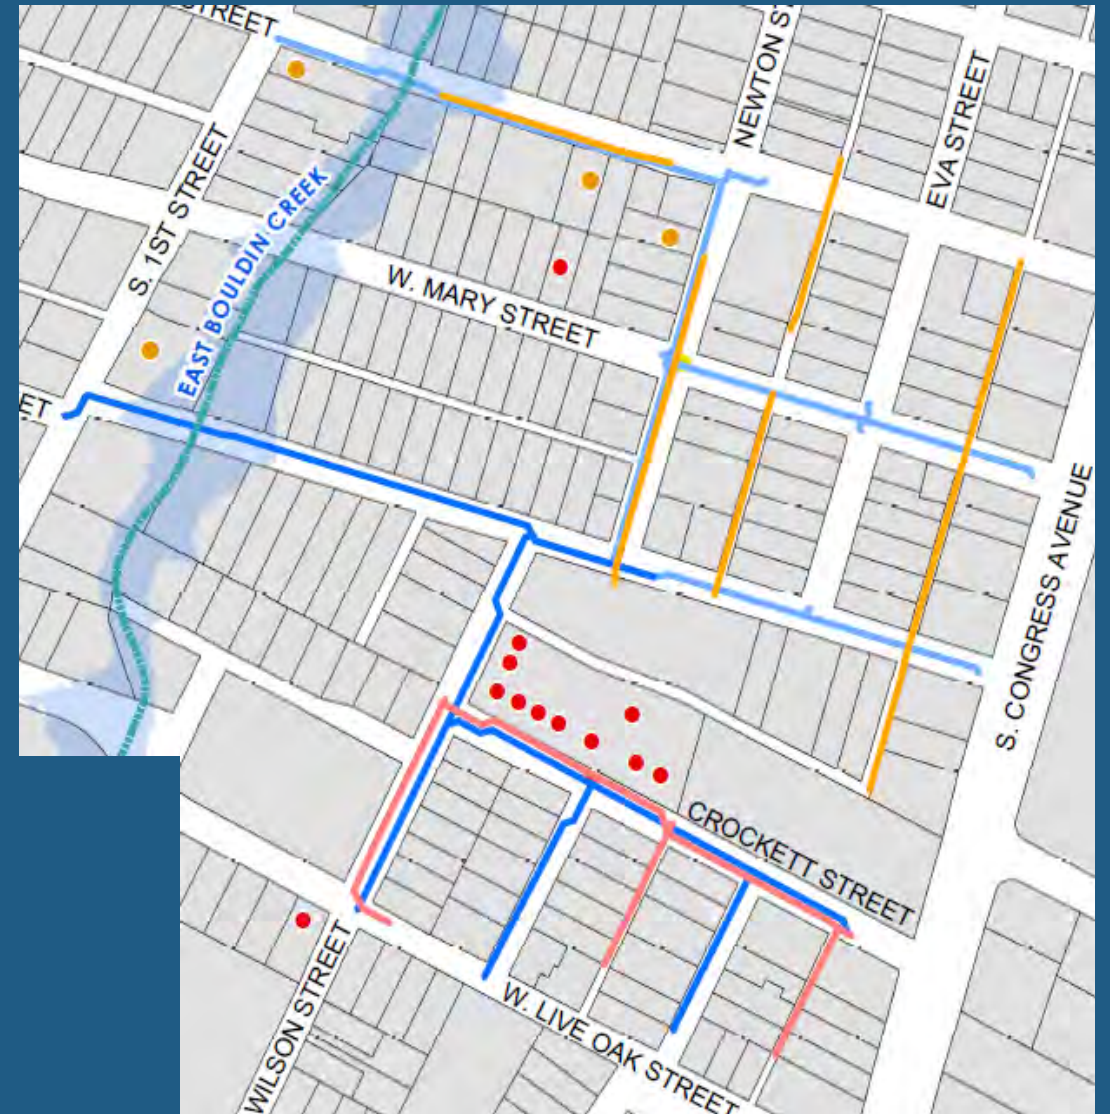 STREET
NEWTON ST
EVA STREET
S. 1ST STREET
EAST BOULDIN CREEK
W. MARY STREET
ET
S. CONGRESS AVENUE
CROCKETT STREET
WILSON STREET
W. LIVE OAK STREET